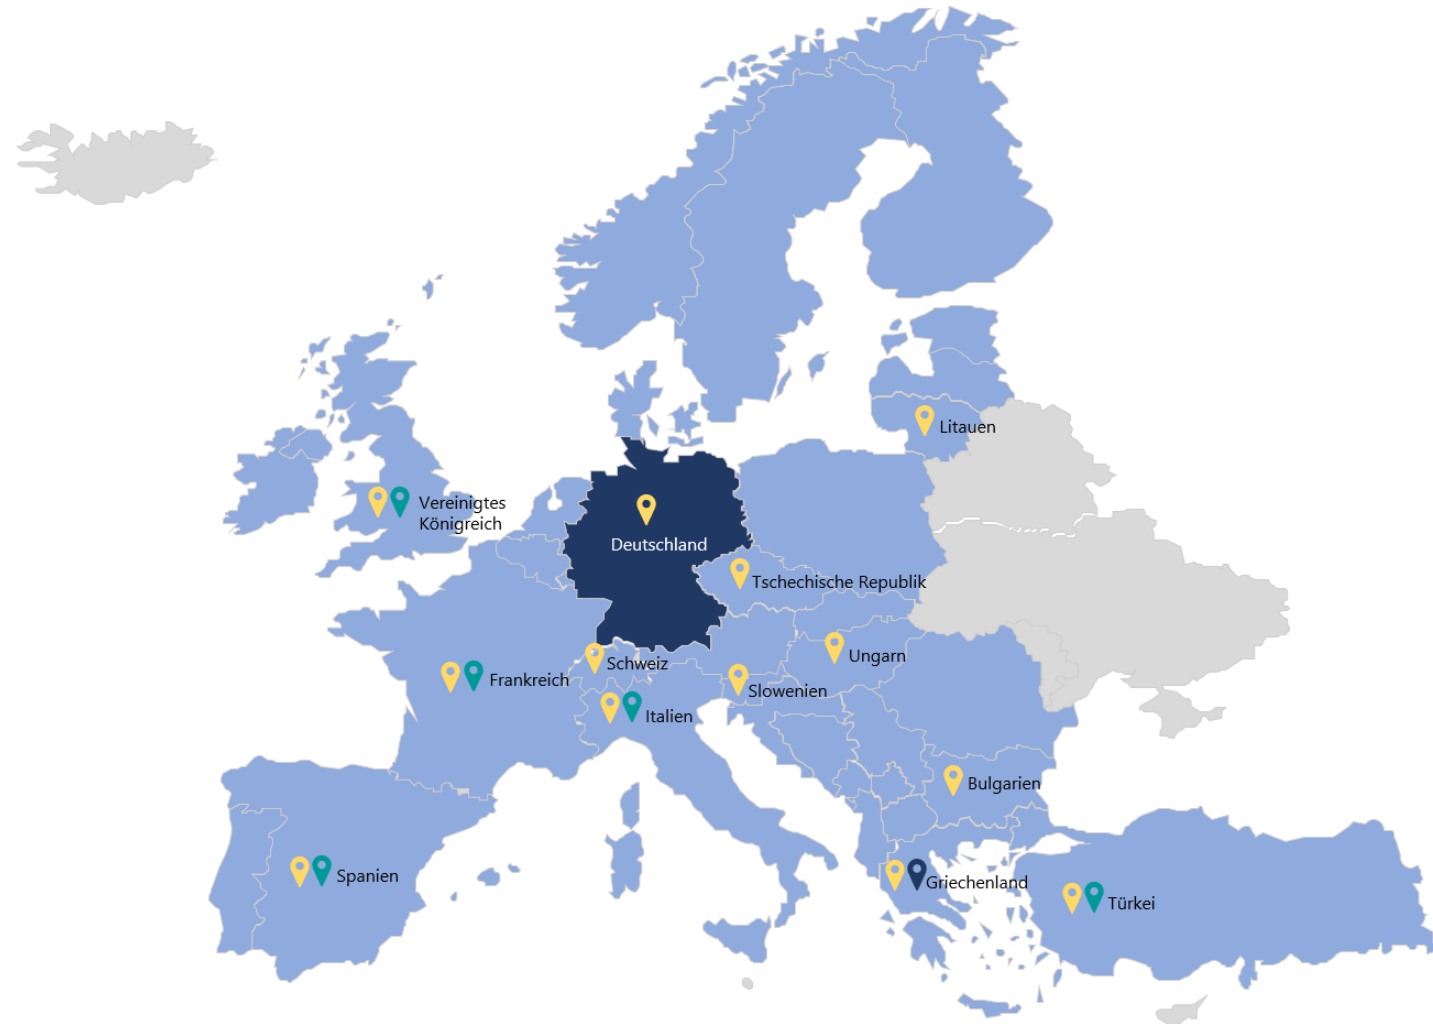 Litauen
Vereinigtes
Königreich
Deutschland
Tschechische Republik
Ungarn
Schweiz
Frankreich
Slowenien
Italien
Bulgarien
Spanien
Griechenland
Türkei